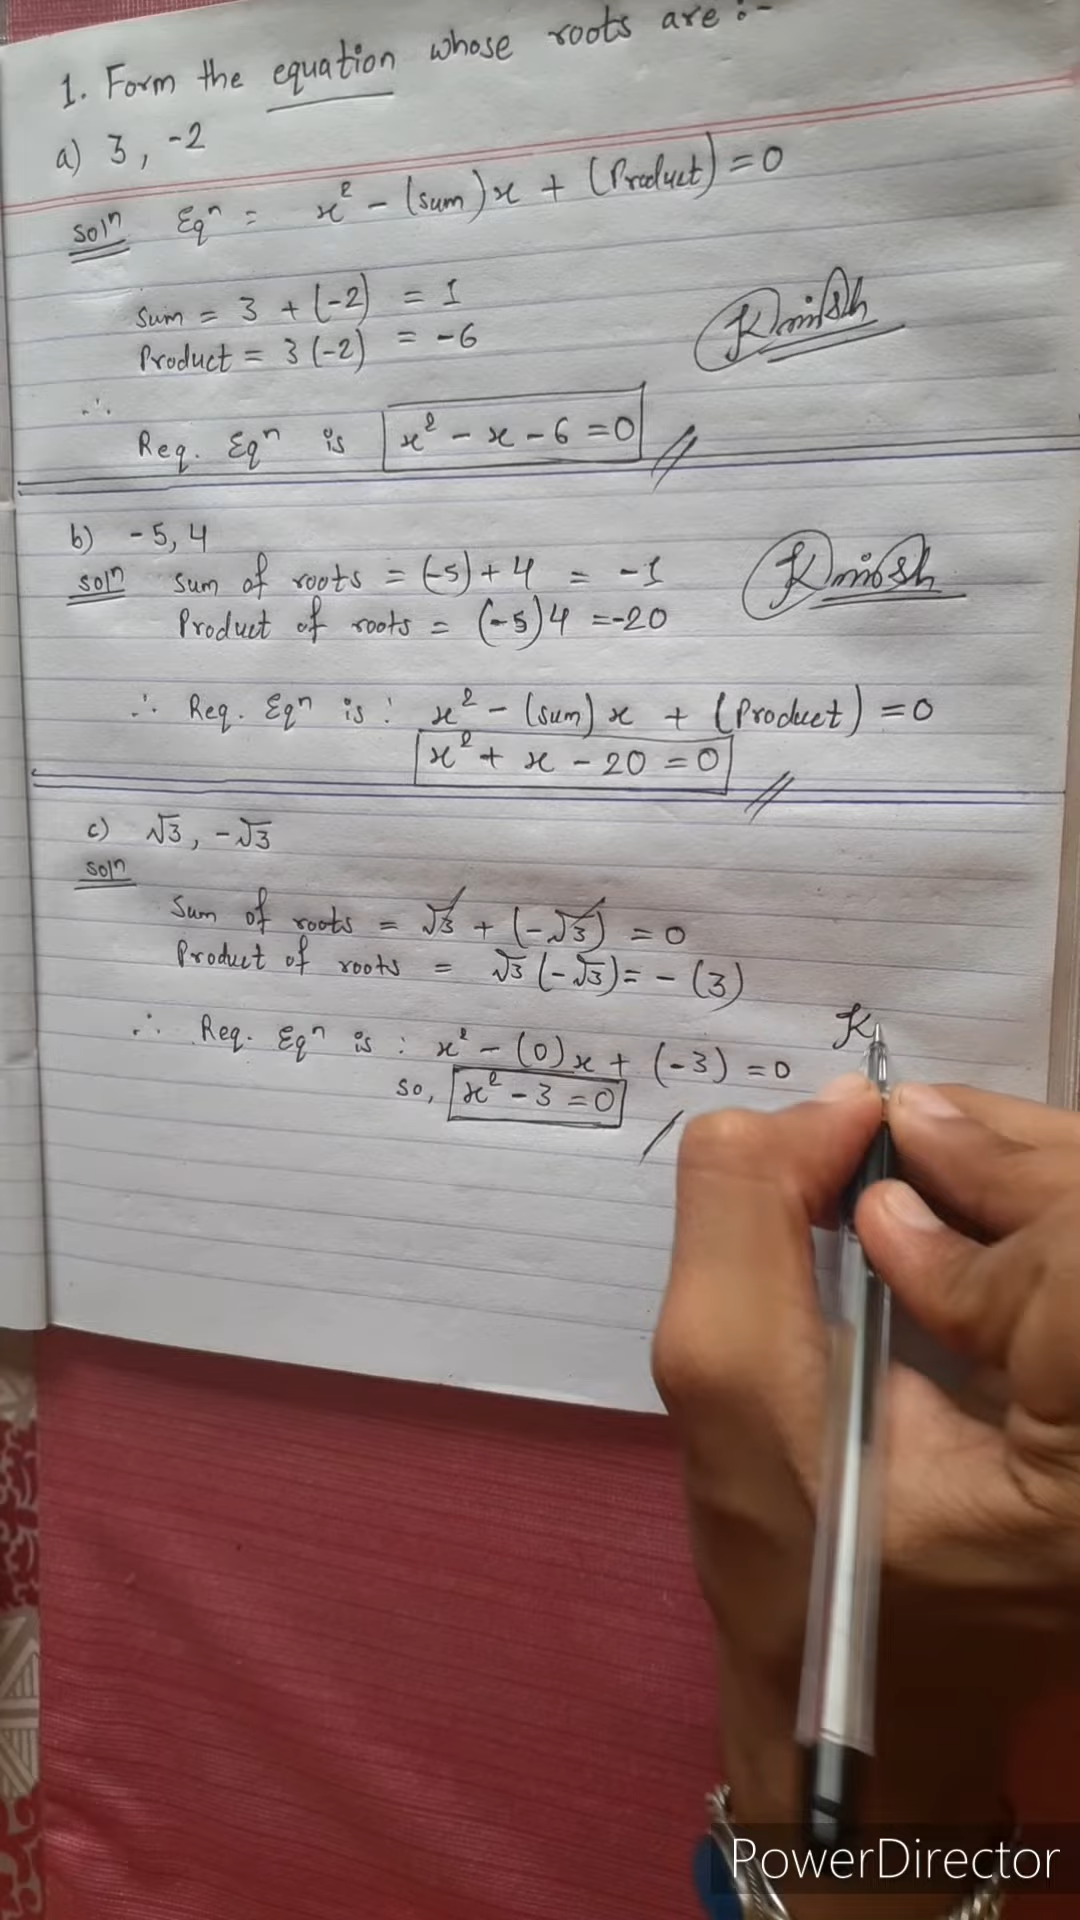 1. Form the equation whose roots are :-
a) 3, -2
Solⁿ Eqⁿ = x² - (sum)x + (Product) = 0
Sum = 3 + (-2) = 1
Product = 3(-2) = -6
∴
Req. Eqⁿ is x² - x - 6 = 0
b) -5, 4
Solⁿ Sum of roots = (-5)+4 = -1
Product of roots = (-5)4 = -20
∴ Req. Eqⁿ is : x² - (sum)x + (Product) = 0
x² + x - 20 = 0
c) √3, -√3
Solⁿ
Sum of roots = √3 + (-√3) = 0
Product of roots = √3(-√3) = -(3)
∴ Req. Eqⁿ is : x² - (0)x + (-3) = 0
so, x² - 3 = 0
K
PowerDirector